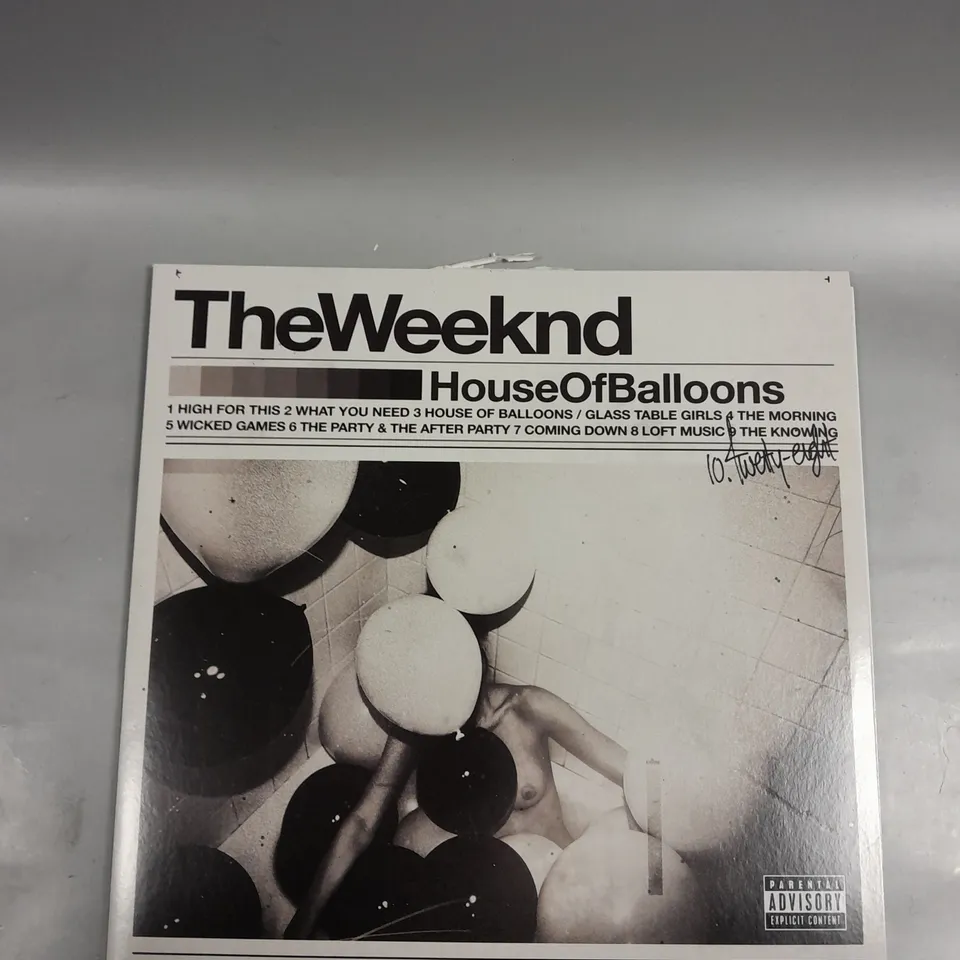 TheWeeknd
HouseOfBalloons
1 HIGH FOR THIS 2 WHAT YOU NEED 3 HOUSE OF BALLOONS / GLASS TABLE GIRLS 4 THE MORNING
5 WICKED GAMES 6 THE PARTY & THE AFTER PARTY 7 COMING DOWN 8 LOFT MUSIC 9 THE KNOWING
10. Twenty-eight
PARENTAL
ADVISORY
EXPLICIT CONTENT